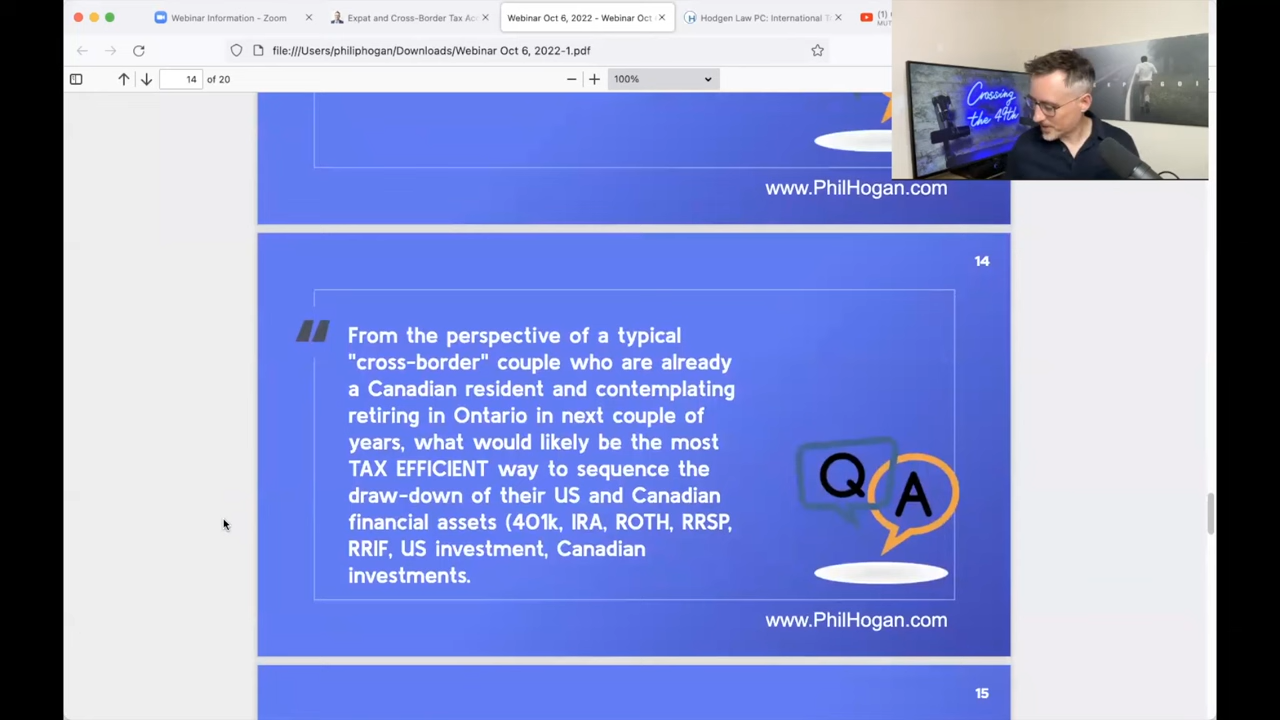 Webinar Information - Zoom
Expat and Cross-Border Tax Ac
Webinar Oct 6, 2022 - Webinar Oct
Hodgen Law PC: International T
file:///Users/philiphogan/Downloads/Webinar Oct 6, 2022-1.pdf
14 of 20
100%
Crossing
the 49th
www.PhilHogan.com
14
From the perspective of a typical
"cross-border" couple who are already
a Canadian resident and contemplating
retiring in Ontario in next couple of
years, what would likely be the most
TAX EFFICIENT way to sequence the
draw-down of their US and Canadian
financial assets (401k, IRA, ROTH, RRSP,
RRIF, US investment, Canadian
investments.
Q A
www.PhilHogan.com
15